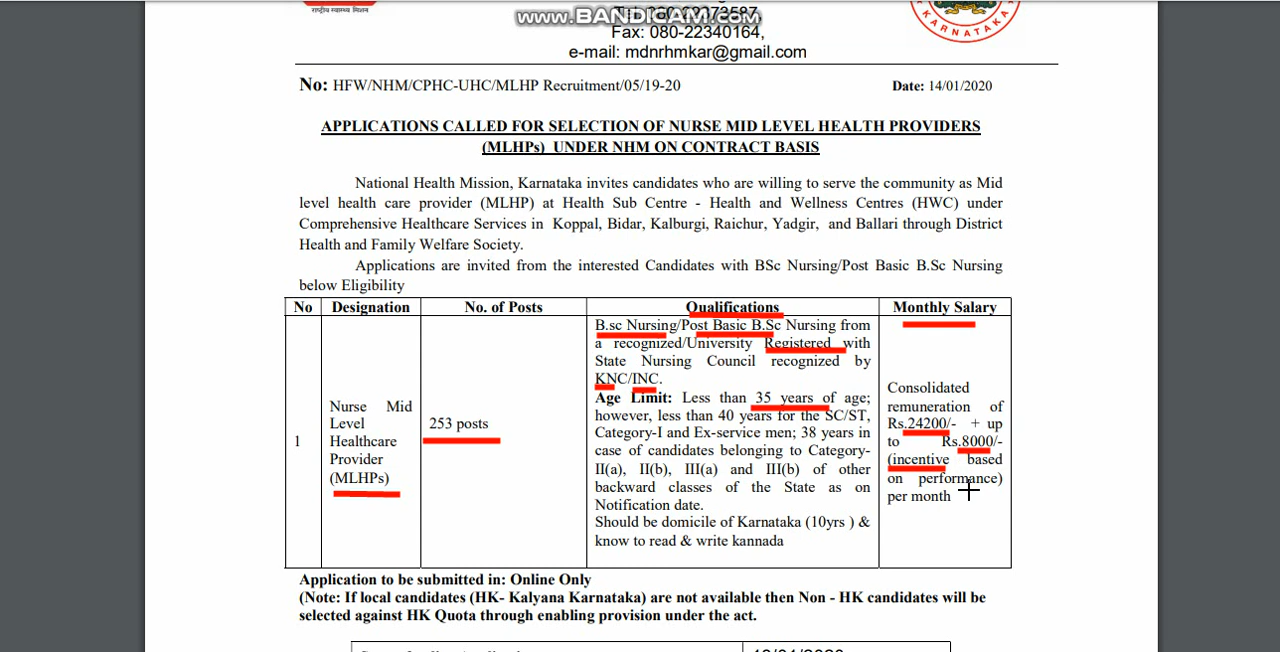 राष्ट्रीय स्वास्थ्य मिशन
www.BANDICAM.com
Fax: 080-22340164,
KARNATAKA
e-mail: mdnrhmkar@gmail.com
No: HFW/NHM/CPHC-UHC/MLHP Recruitment/05/19-20
Date: 14/01/2020
APPLICATIONS CALLED FOR SELECTION OF NURSE MID LEVEL HEALTH PROVIDERS
(MLHPs) UNDER NHM ON CONTRACT BASIS
National Health Mission, Karnataka invites candidates who are willing to serve the community as Mid
level health care provider (MLHP) at Health Sub Centre - Health and Wellness Centres (HWC) under
Comprehensive Healthcare Services in Koppal, Bidar, Kalburgi, Raichur, Yadgir, and Ballari through District
Health and Family Welfare Society.
Applications are invited from the interested Candidates with BSc Nursing/Post Basic B.Sc Nursing
below Eligibility
No
Designation
No. of Posts
Qualifications
Monthly Salary
1
Nurse Mid
Level
Healthcare
Provider
(MLHPs)
253 posts
B.sc Nursing/Post Basic B.Sc Nursing from
a recognized/University Registered with
State Nursing Council recognized by
KNC/INC.
Age Limit: Less than 35 years of age;
however, less than 40 years for the SC/ST,
Category-I and Ex-service men; 38 years in
case of candidates belonging to Category-
II(a), II(b), III(a) and III(b) of other
backward classes of the State as on
Notification date.
Should be domicile of Karnataka (10yrs ) &
know to read & write kannada
Consolidated
remuneration of
Rs.24200/- + up
to Rs.8000/-
(incentive based
on performance)
per month
Application to be submitted in: Online Only
(Note: If local candidates (HK- Kalyana Karnataka) are not available then Non - HK candidates will be
selected against HK Quota through enabling provision under the act.